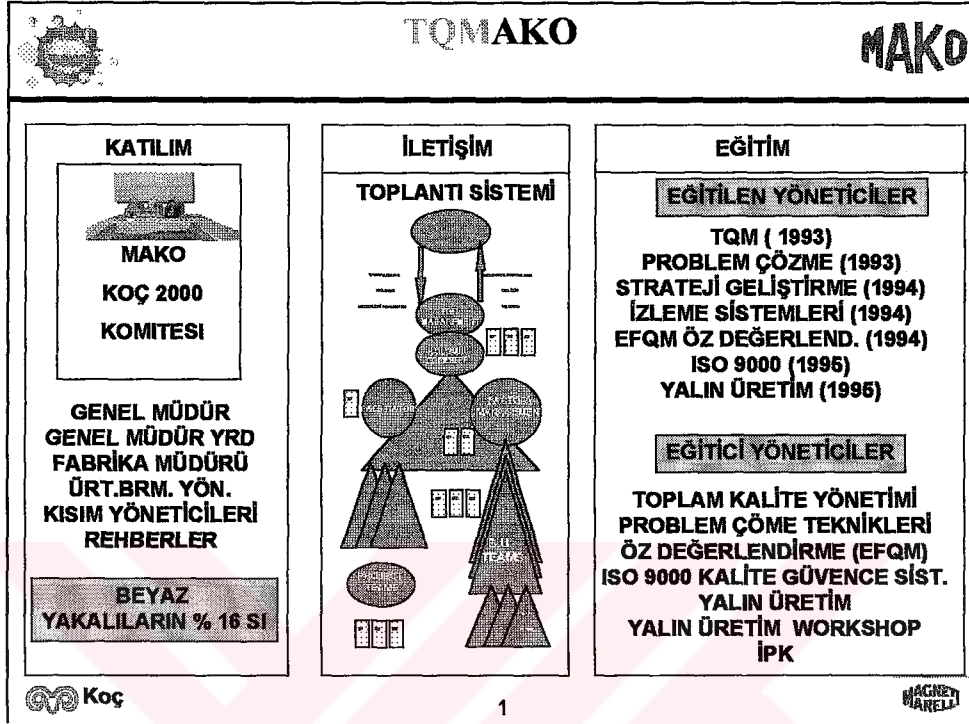 TQMAKO
MAKO
KATILIM
MAKO
KOÇ 2000
KOMITESI
GENEL MÜDÜR
GENEL MÜDÜR YRD
FABRİKA MÜDÜRÜ
ÜRT.BRM. YÖN.
KISIM YÖNETİCİLERİ
REHBERLER
BEYAZ
YAKALILARIN % 16 SI
İLETİŞİM
TOPLANTI SİSTEMİ
TEAMS
EĞİTİM
EĞİTİLEN YÖNETİCİLER
TQM ( 1993)
PROBLEM ÇÖZME (1993)
STRATEJİ GELİŞTİRME (1994)
İZLEME SİSTEMLERİ (1994)
EFQM ÖZ DEĞERLEND. (1994)
ISO 9000 (1995)
YALIN ÜRETİM (1995)
EĞİTİCİ YÖNETİCİLER
TOPLAM KALİTE YÖNETİMİ
PROBLEM ÇÖME TEKNİKLERİ
ÖZ DEĞERLENDİRME (EFQM)
ISO 9000 KALİTE GÜVENCE SİST.
YALIN ÜRETİM
YALIN ÜRETİM WORKSHOP
İPK
Koç
1
MAGNETI
MARELLI